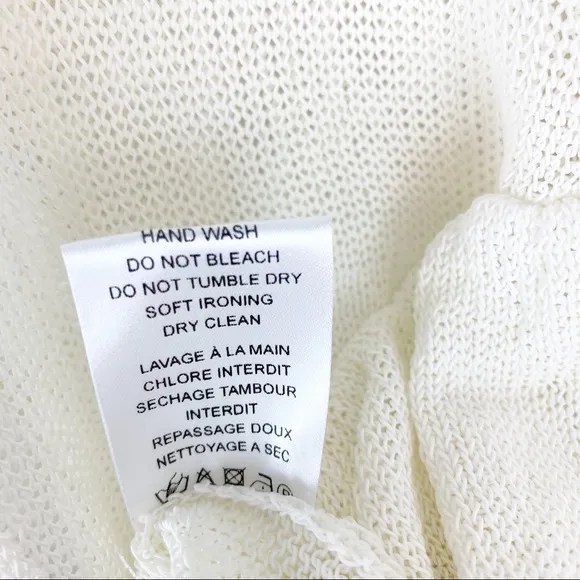 HAND WASH
DO NOT BLEACH
DO NOT TUMBLE DRY
SOFT IRONING
DRY CLEAN
LAVAGE À LA MAIN
CHLORE INTERDIT
SECHAGE TAMBOUR
INTERDIT
REPASSAGE DOUX
NETTOYAGE A SEC